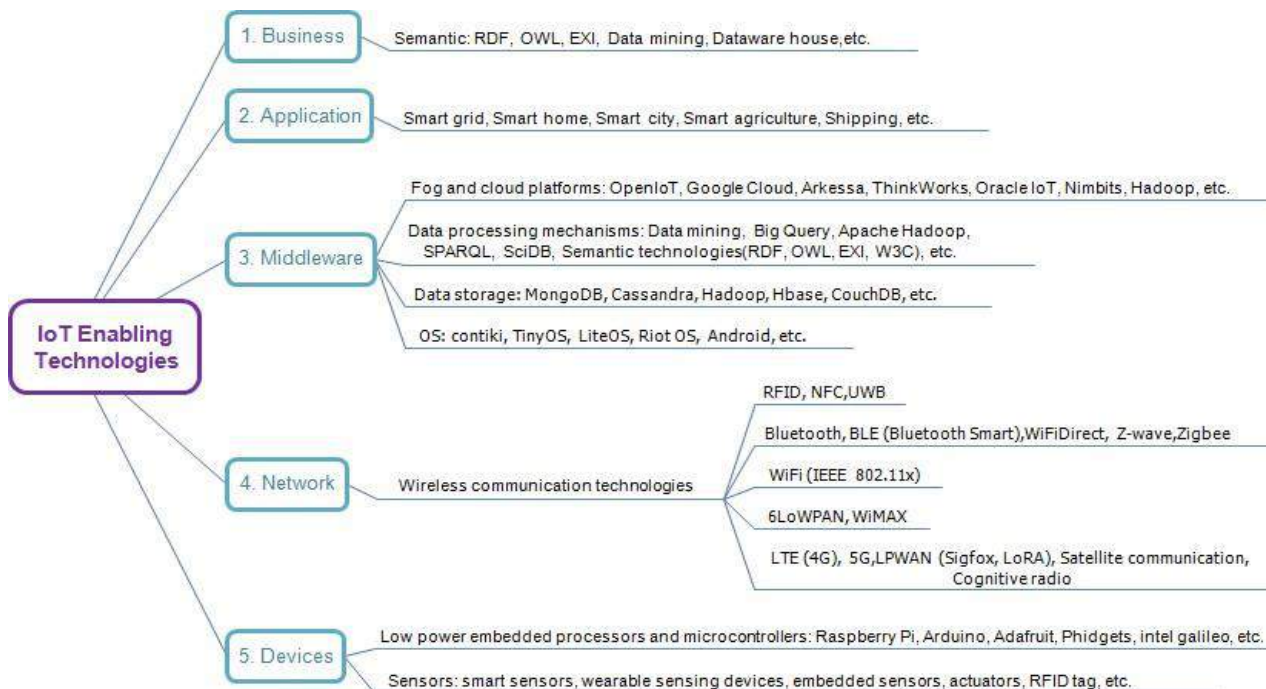 1. Business
Semantic: RDF, OWL, EXI, Data mining, Dataware house,etc.
2. Application
Smart grid, Smart home, Smart city, Smart agriculture, Shipping, etc.
Fog and cloud platforms: OpenIoT, Google Cloud, Arkessa, ThinkWorks, Oracle IoT, Nimbits, Hadoop, etc.
Data processing mechanisms: Data mining, Big Query, Apache Hadoop,
SPARQL, SciDB, Semantic technologies(RDF, OWL, EXI, W3C), etc.
3. Middleware
Data storage: MongoDB, Cassandra, Hadoop, Hbase, CouchDB, etc.
OS: contiki, TinyOS, LiteOS, Riot OS, Android, etc.
IoT Enabling
Technologies
RFID, NFC,UWB
Bluetooth, BLE (Bluetooth Smart),WiFiDirect, Z-wave,Zigbee
4. Network
Wireless communication technologies
WiFi (IEEE 802.11x)
6LoWPAN, WiMAX
LTE (4G), 5G,LPWAN (Sigfox, LoRA), Satellite communication,
Cognitive radio
5. Devices
Low power embedded processors and microcontrollers: Raspberry Pi, Arduino, Adafruit, Phidgets, intel galileo, etc.
Sensors: smart sensors, wearable sensing devices, embedded sensors, actuators, RFID tag, etc.